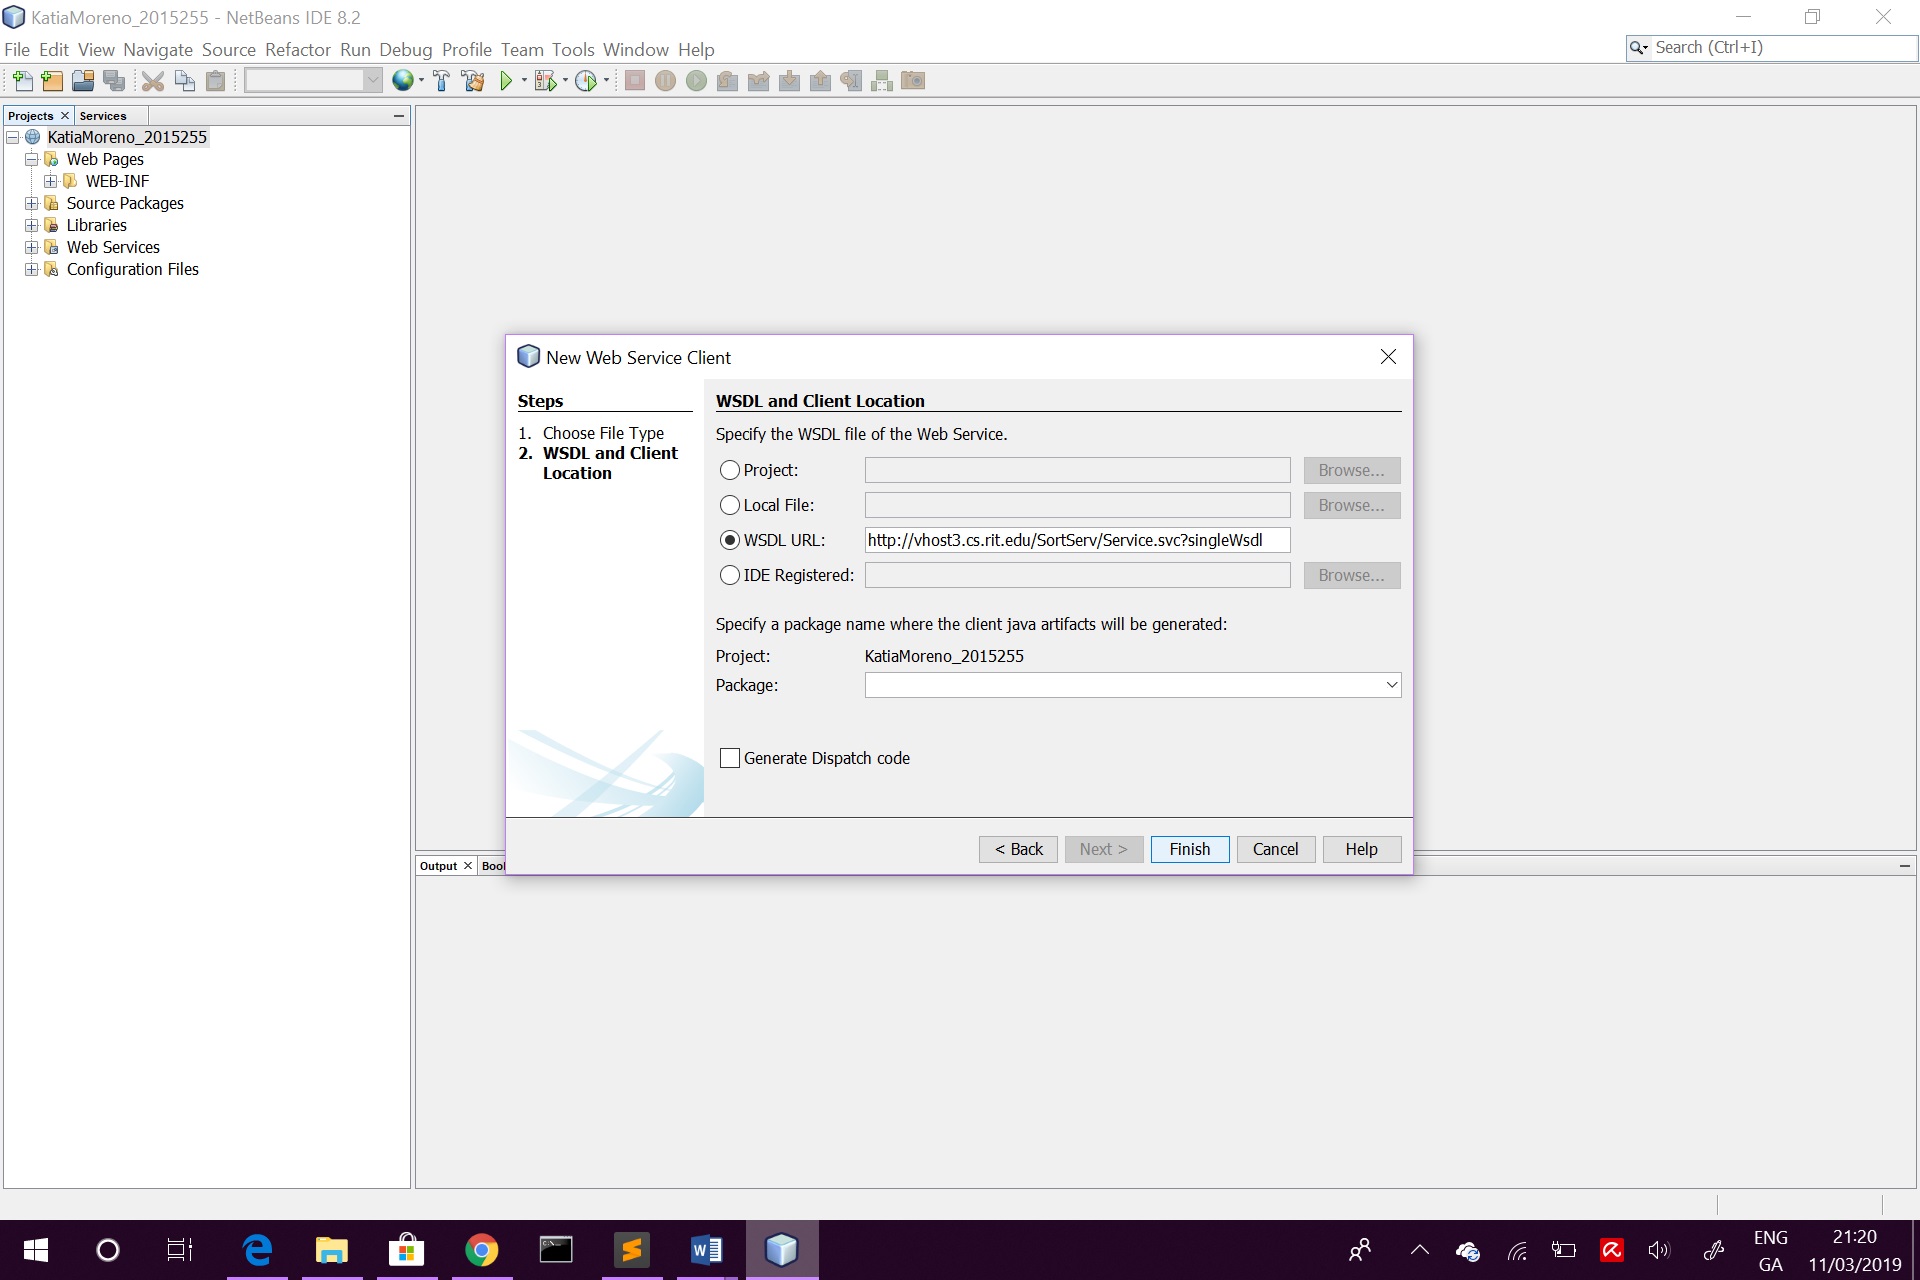 KatiaMoreno_2015255 - NetBeans IDE 8.2
File Edit View Navigate Source Refactor Run Debug Profile Team Tools Window Help
Search (Ctrl+I)
Projects Services
KatiaMoreno_2015255
Web Pages
WEB-INF
Source Packages
Libraries
Web Services
Configuration Files
New Web Service Client
Steps
1. Choose File Type
2. WSDL and Client
Location
WSDL and Client Location
Specify the WSDL file of the Web Service.
Project: Browse...
Local File: Browse...
WSDL URL: http://vhost3.cs.rit.edu/SortServ/Service.svc?singleWsdl
IDE Registered: Browse...
Specify a package name where the client java artifacts will be generated:
Project: KatiaMoreno_2015255
Package:
Generate Dispatch code
< Back Next > Finish Cancel Help
Output
ENG
GA
21:20
11/03/2019